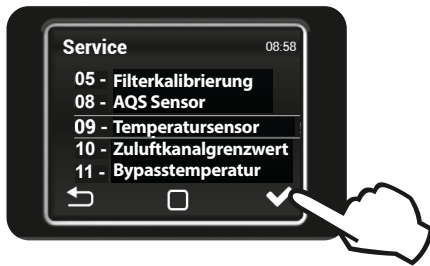 Service 08:58
05 - Filterkalibrierung
08 - AQS Sensor
09 - Temperatursensor
10 - Zuluftkanalgrenzwert
11 - Bypasstemperatur